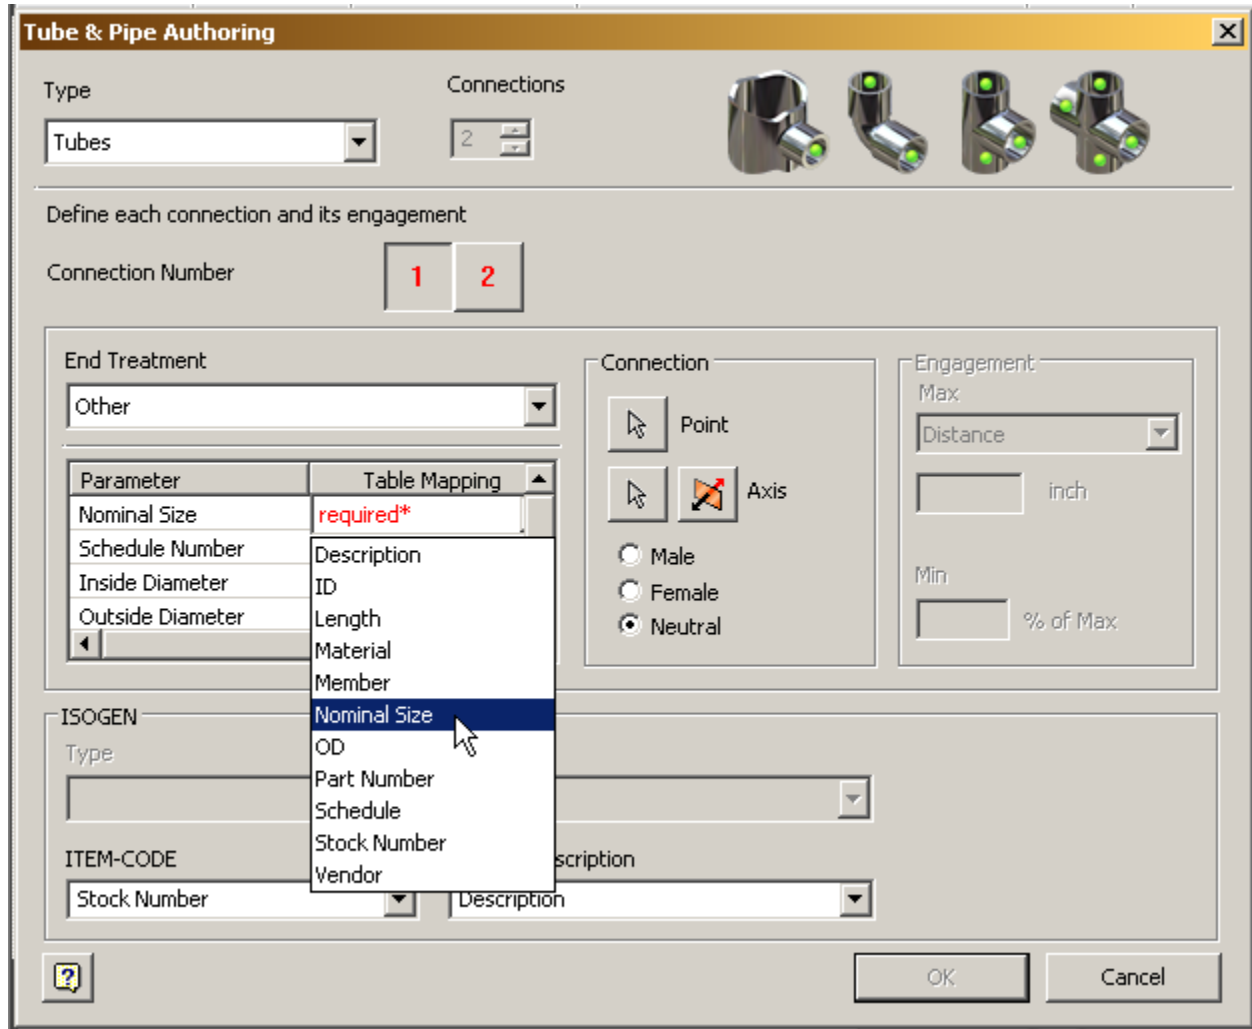 Tube & Pipe Authoring
Type
Connections
Tubes
2
Define each connection and its engagement
Connection Number
1
2
End Treatment
Other
Parameter
Table Mapping
Nominal Size
required*
Schedule Number
Inside Diameter
Outside Diameter
Description
ID
Length
Material
Member
Nominal Size
OD
Part Number
Schedule
Stock Number
Vendor
Connection
Point
Axis
Male
Female
Neutral
Engagement
Max
Distance
inch
Min
% of Max
ISOGEN
Type
ITEM-CODE
Stock Number
Description
OK
Cancel